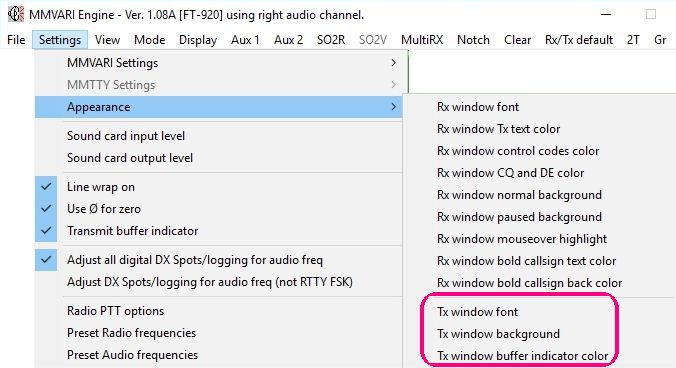 MMVARI Engine - Ver. 1.08A [FT-920] using right audio channel.
File Settings View Mode Display Aux 1 Aux 2 SO2R SO2V MultiRX Notch Clear Rx/Tx default 2T Gr
MMVARI Settings
MMTTY Settings
Appearance
Sound card input level
Sound card output level
Line wrap on
Use Ø for zero
Transmit buffer indicator
Adjust all digital DX Spots/logging for audio freq
Adjust DX Spots/logging for audio freq (not RTTY FSK)
Radio PTT options
Preset Radio frequencies
Preset Audio frequencies
Rx window font
Rx window Tx text color
Rx window control codes color
Rx window CQ and DE color
Rx window normal background
Rx window paused background
Rx window mouseover highlight
Rx window bold callsign text color
Rx window bold callsign back color
Tx window font
Tx window background
Tx window buffer indicator color